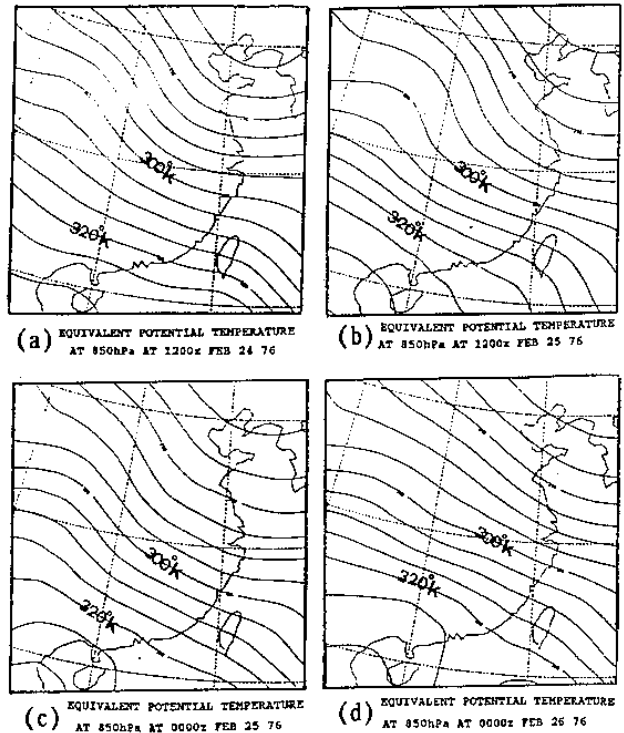 300°K
320°K
(a) EQUIVALENT POTENTIAL TEMPERATURE
AT 850hPa AT 1200z FEB 24 76
300°K
320°K
(b) EQUIVALENT POTENTIAL TEMPERATURE
AT 850hPa AT 1200z FEB 25 76
300°K
320°K
(c) EQUIVALENT POTENTIAL TEMPERATURE
AT 850hPa AT 0000z FEB 25 76
300°K
320°K
(d) EQUIVALENT POTENTIAL TEMPERATURE
AT 850hPa AT 0000z FEB 26 76